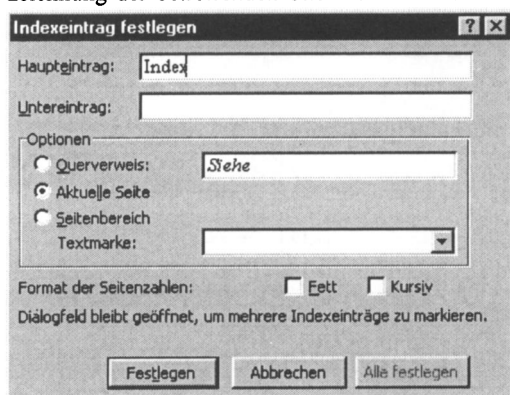 Indexeintrag festlegen
Haupteintrag: Index
Untereintrag:
Optionen
Querverweis: Siehe
Aktuelle Seite
Seitenbereich
Textmarke:
Format der Seitenzahlen: Fett Kursiv
Dialogfeld bleibt geöffnet, um mehrere Indexeinträge zu markieren.
Festlegen Abbrechen Alle festlegen